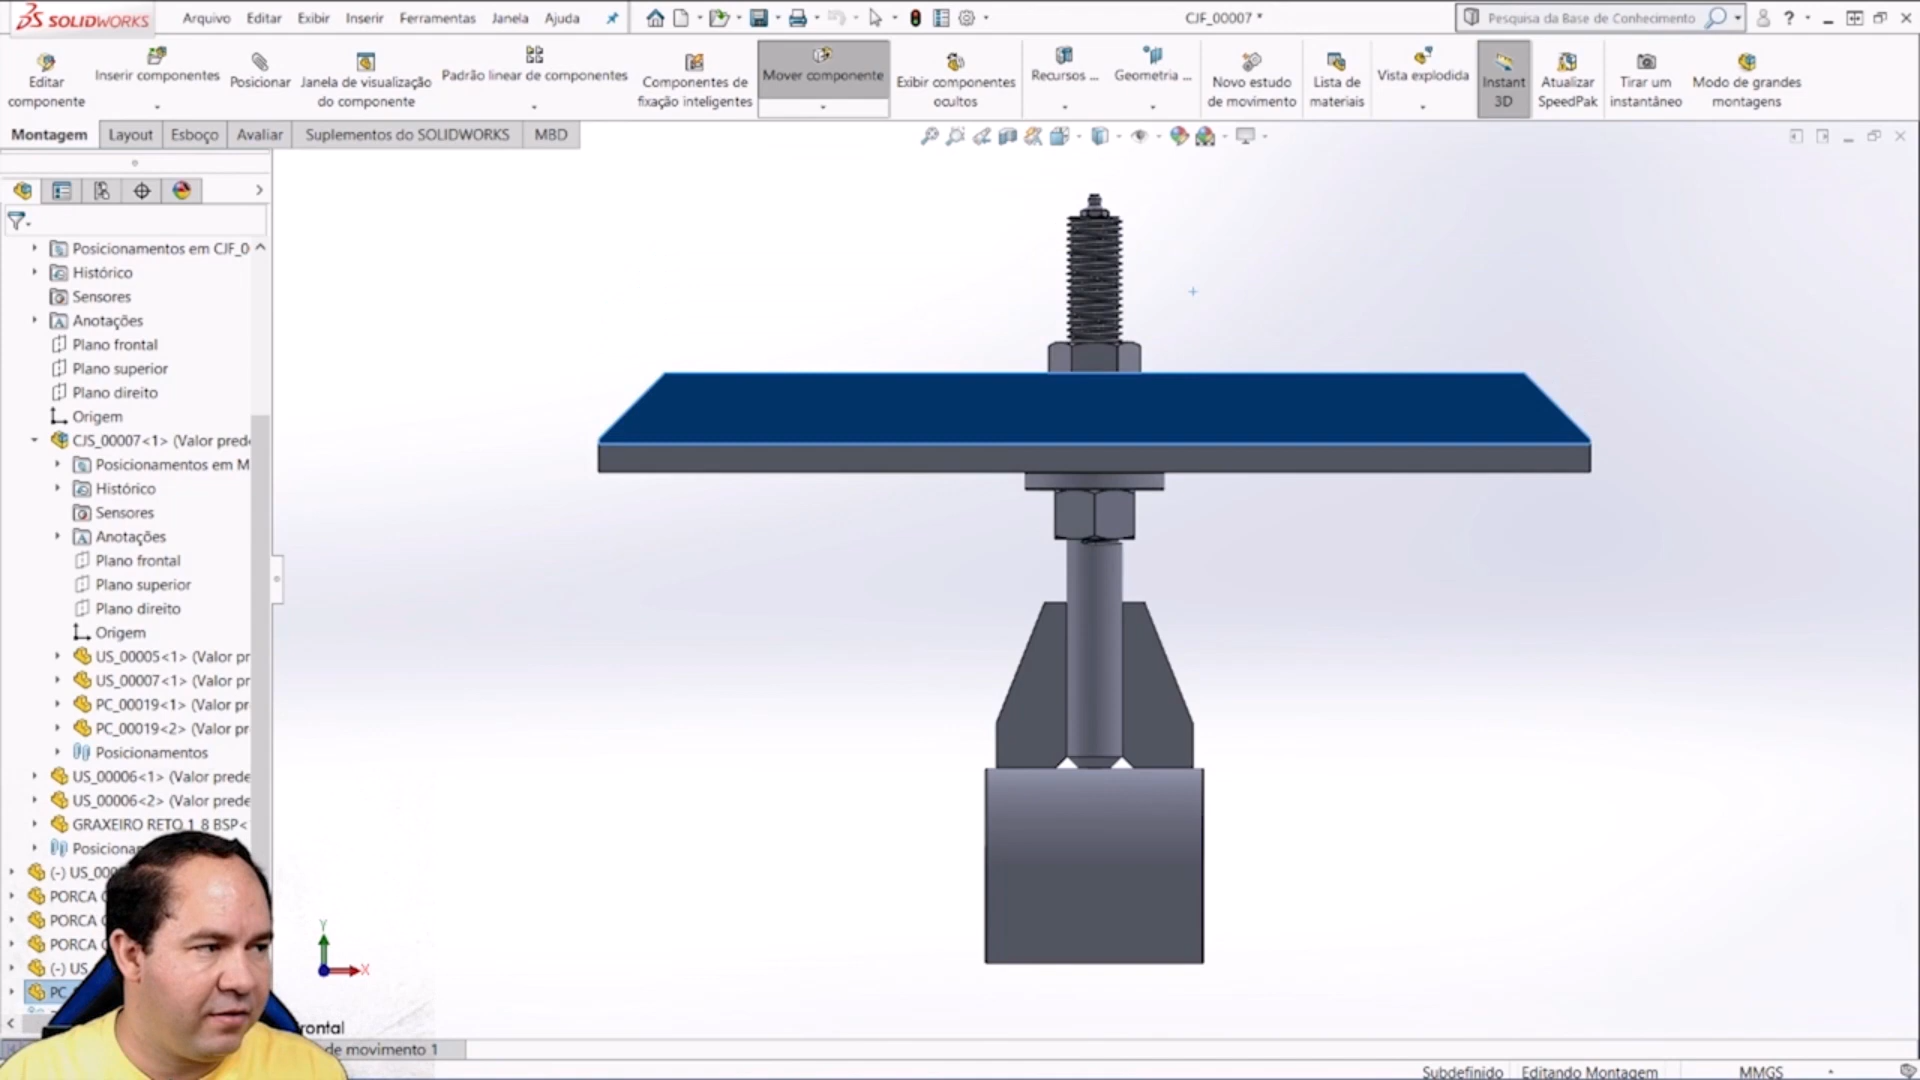 SOLIDWORKS
Arquivo Editar Exibir Inserir Ferramentas Janela Ajuda
CJF_00007 *
Pesquisa da Base de Conhecimento
?
Editar componente
Inserir componentes
Posicionar
Janela de visualização do componente
Padrão linear de componentes
Componentes de fixação inteligentes
Mover componente
Exibir componentes ocultos
Recursos ...
Geometria ...
Novo estudo de movimento
Lista de materiais
Vista explodida
Instant 3D
Atualizar SpeedPak
Tirar um instantâneo
Modo de grandes montagens
Montagem Layout Esboço Avaliar Suplementos do SOLIDWORKS MBD
Posicionamentos em CJF_0
Histórico
Sensores
Anotações
Plano frontal
Plano superior
Plano direito
Origem
CJS_00007<1> (Valor prede
Posicionamentos em M
Histórico
Sensores
Anotações
Plano frontal
Plano superior
Plano direito
Origem
US_00005<1> (Valor pr
US_00007<1> (Valor pr
PC_00019<1> (Valor pr
PC_00019<2> (Valor pr
Posicionamentos
US_00006<1> (Valor prede
US_00006<2> (Valor prede
GRAXEIRO RETO 1_8 BSP<
Posicionam
(-) US_000
PORCA
PORCA
PORCA
(-) US_
PC_
Y
X
rontal
de movimento 1
Subdefinido Editando Montagem MMGS